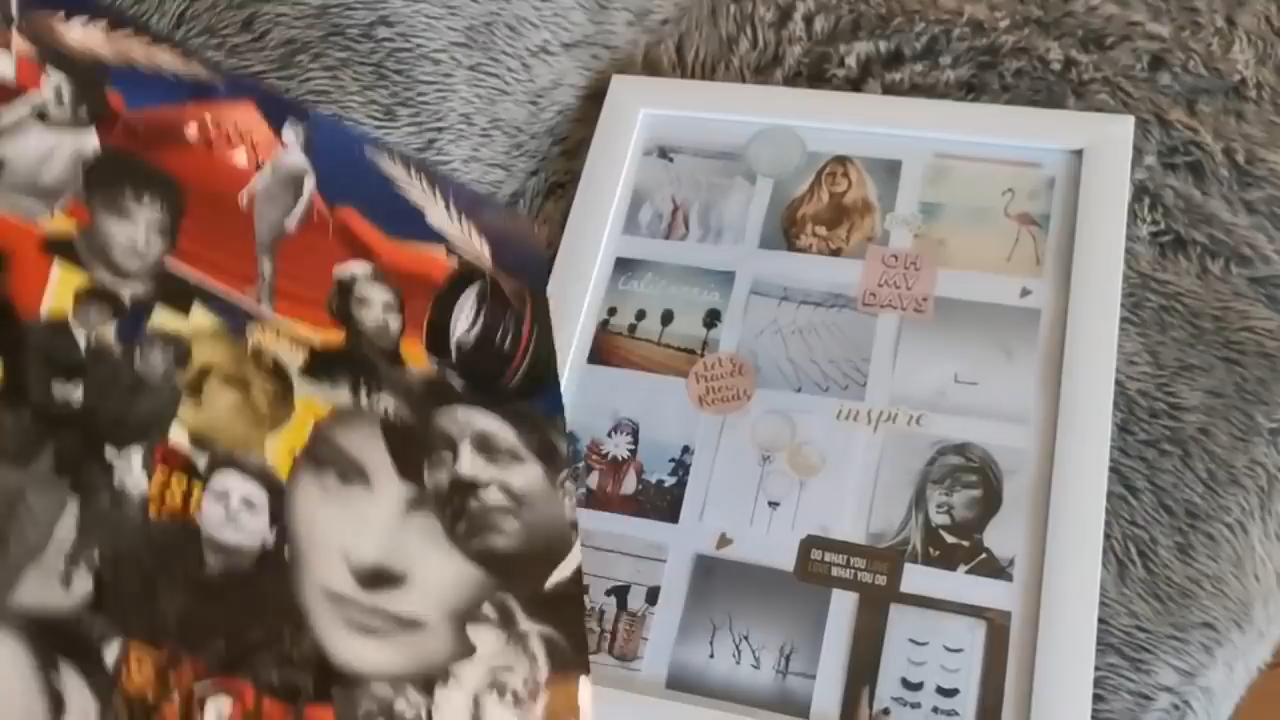 California
OH
MY
DAYS
Let's
Travel
New
Roads
inspire
DO WHAT YOU LOVE
LOVE WHAT YOU DO